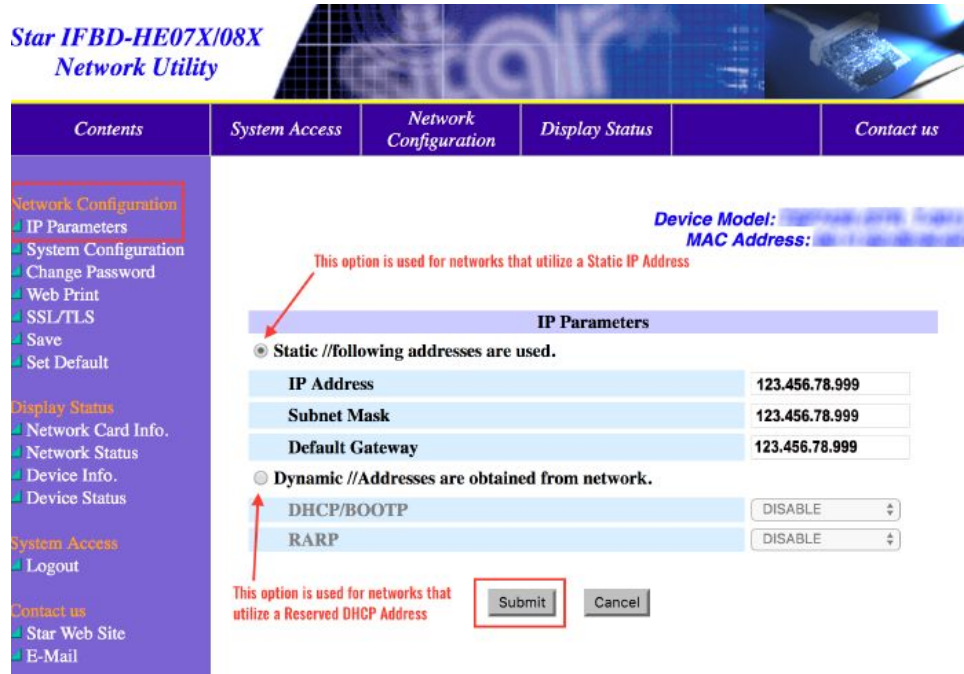 Star IFBD-HE07X/08X
Network Utility
star
Contents
System Access
Network
Configuration
Display Status
Contact us
Network Configuration
IP Parameters
System Configuration
Change Password
Web Print
SSL/TLS
Save
Set Default
Display Status
Network Card Info.
Network Status
Device Info.
Device Status
System Access
Logout
Contact us
Star Web Site
E-Mail
Device Model:
MAC Address:
This option is used for networks that utilize a Static IP Address
IP Parameters
Static //following addresses are used.
IP Address 123.456.78.999
Subnet Mask 123.456.78.999
Default Gateway 123.456.78.999
Dynamic //Addresses are obtained from network.
DHCP/BOOTP DISABLE
RARP DISABLE
This option is used for networks that
utilize a Reserved DHCP Address
Submit Cancel